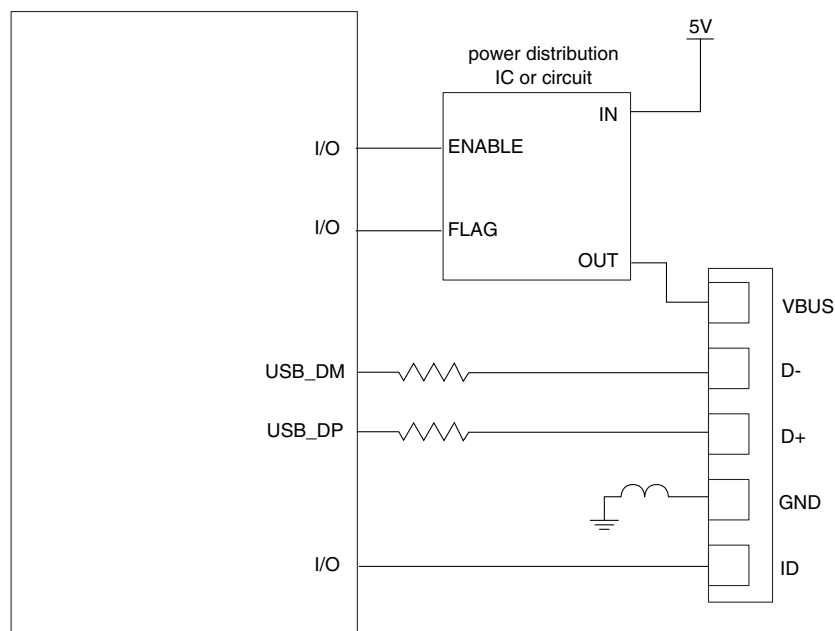 5V
power distribution
IC or circuit
IN
I/O
ENABLE
I/O
FLAG
OUT
VBUS
USB_DM
D-
USB_DP
D+
GND
I/O
ID